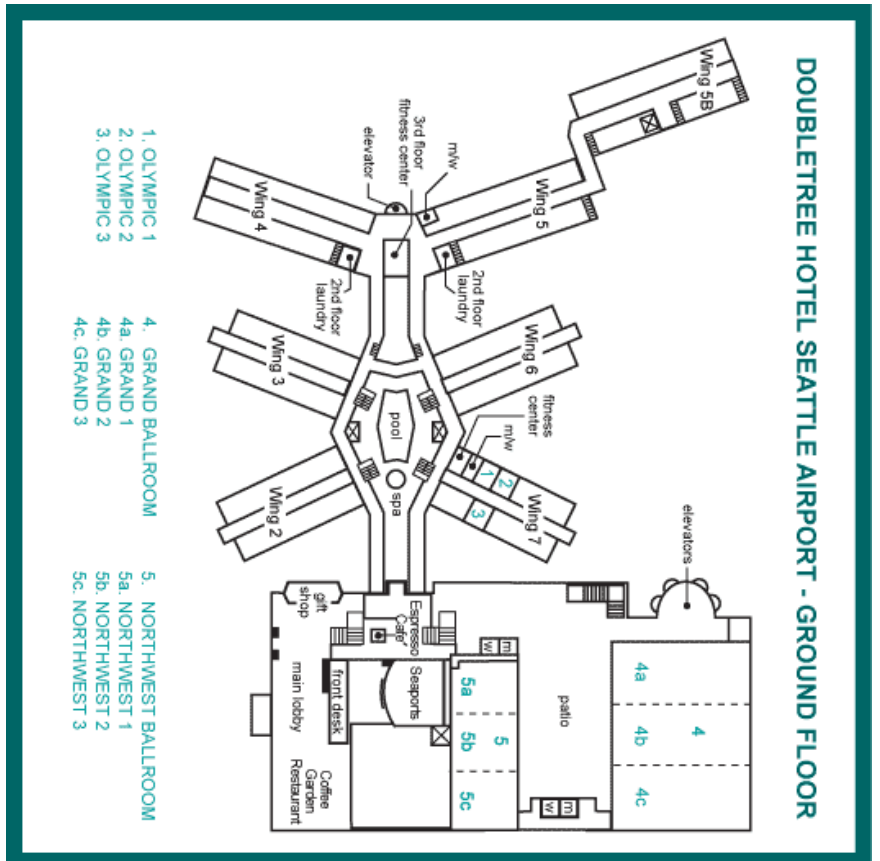 DOUBLETREE HOTEL SEATTLE AIRPORT - GROUND FLOOR
Wing 5B
elevators
4
4a
4b
4c
Wing 5
Wing 6
fitness
center
m/w
1
2
3
Wing 7
patio
m
w
m
w
m/w
3rd floor
fitness center
elevator
2nd floor
laundry
5
5a
5b
5c
pool
spa
Espresso
Cafe'
Seaports
2nd floor
laundry
Wing 4
Wing 3
Wing 2
gift
shop
front desk
main lobby
Coffee
Garden
Restaurant
1. OLYMPIC 1
2. OLYMPIC 2
3. OLYMPIC 3
4. GRAND BALLROOM
4a. GRAND 1
4b. GRAND 2
4c. GRAND 3
5. NORTHWEST BALLROOM
5a. NORTHWEST 1
5b. NORTHWEST 2
5c. NORTHWEST 3